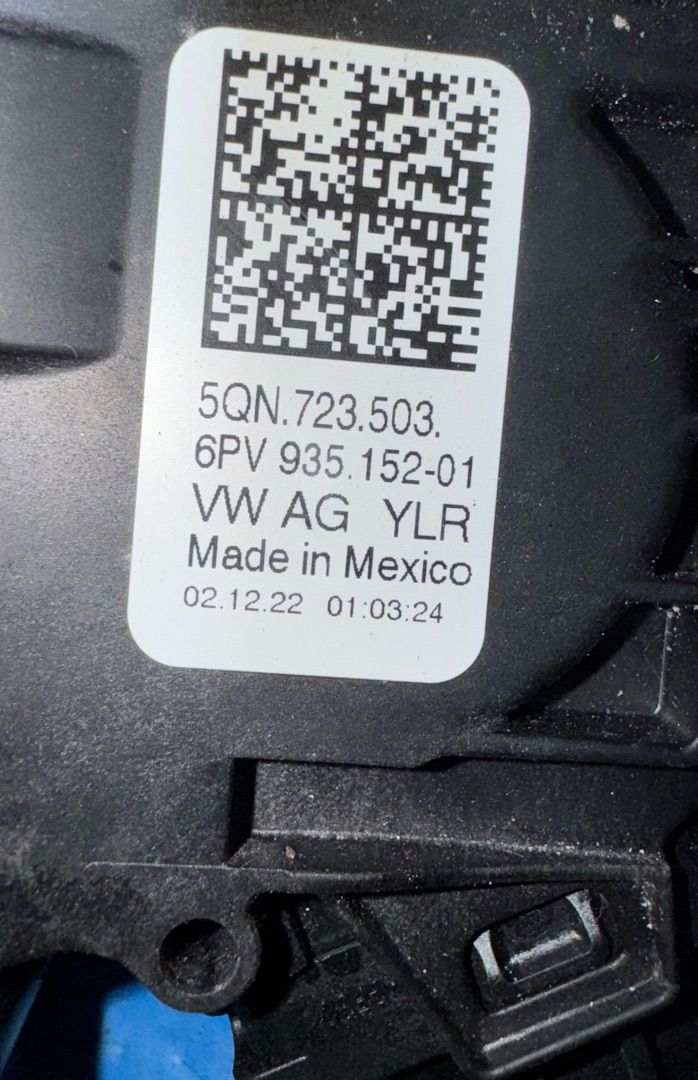 5QN.723.503.
6PV 935.152-01
VW AG YLR
Made in Mexico
02.12.22 01:03:24